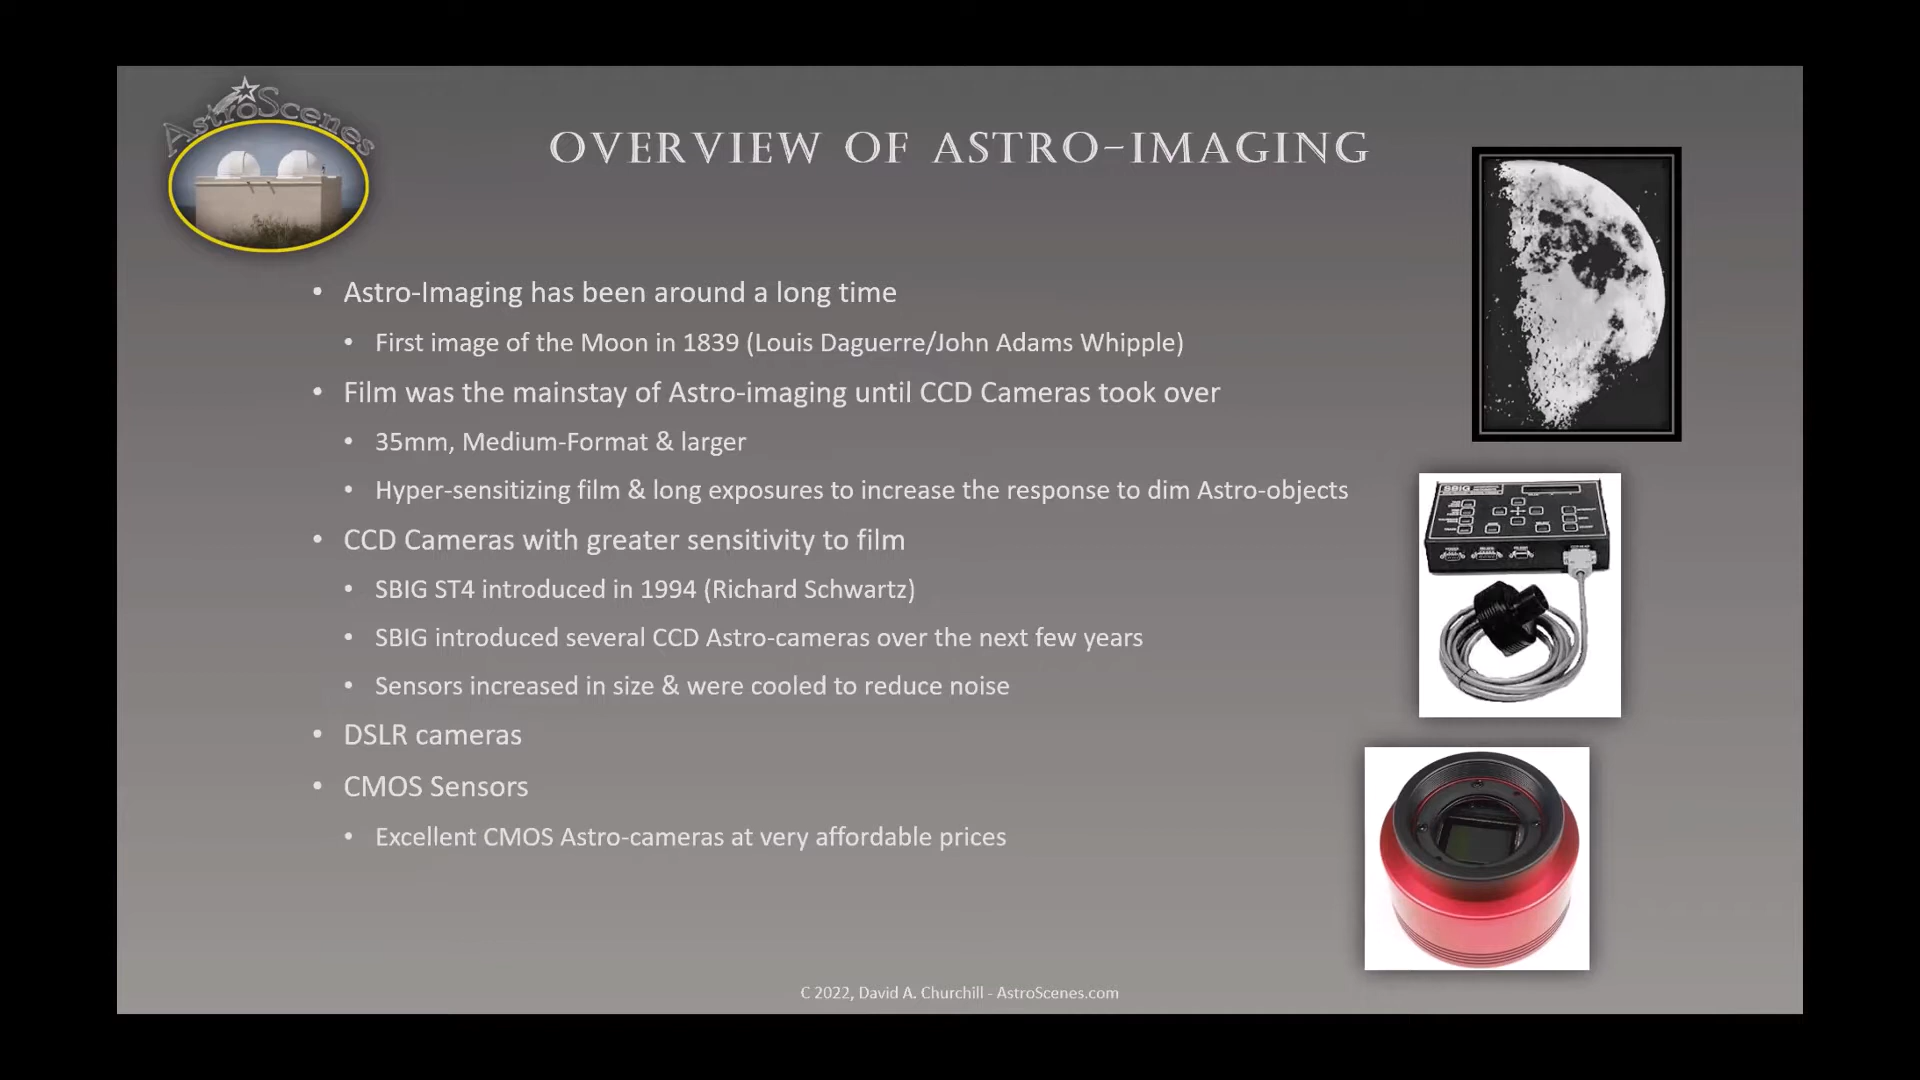 AstroScenes
OVERVIEW OF ASTRO-IMAGING
• Astro-Imaging has been around a long time
• First image of the Moon in 1839 (Louis Daguerre/John Adams Whipple)
• Film was the mainstay of Astro-imaging until CCD Cameras took over
• 35mm, Medium-Format & larger
• Hyper-sensitizing film & long exposures to increase the response to dim Astro-objects
• CCD Cameras with greater sensitivity to film
• SBIG ST4 introduced in 1994 (Richard Schwartz)
• SBIG introduced several CCD Astro-cameras over the next few years
• Sensors increased in size & were cooled to reduce noise
• DSLR cameras
• CMOS Sensors
• Excellent CMOS Astro-cameras at very affordable prices
SBIG
C 2022, David A. Churchill - AstroScenes.com